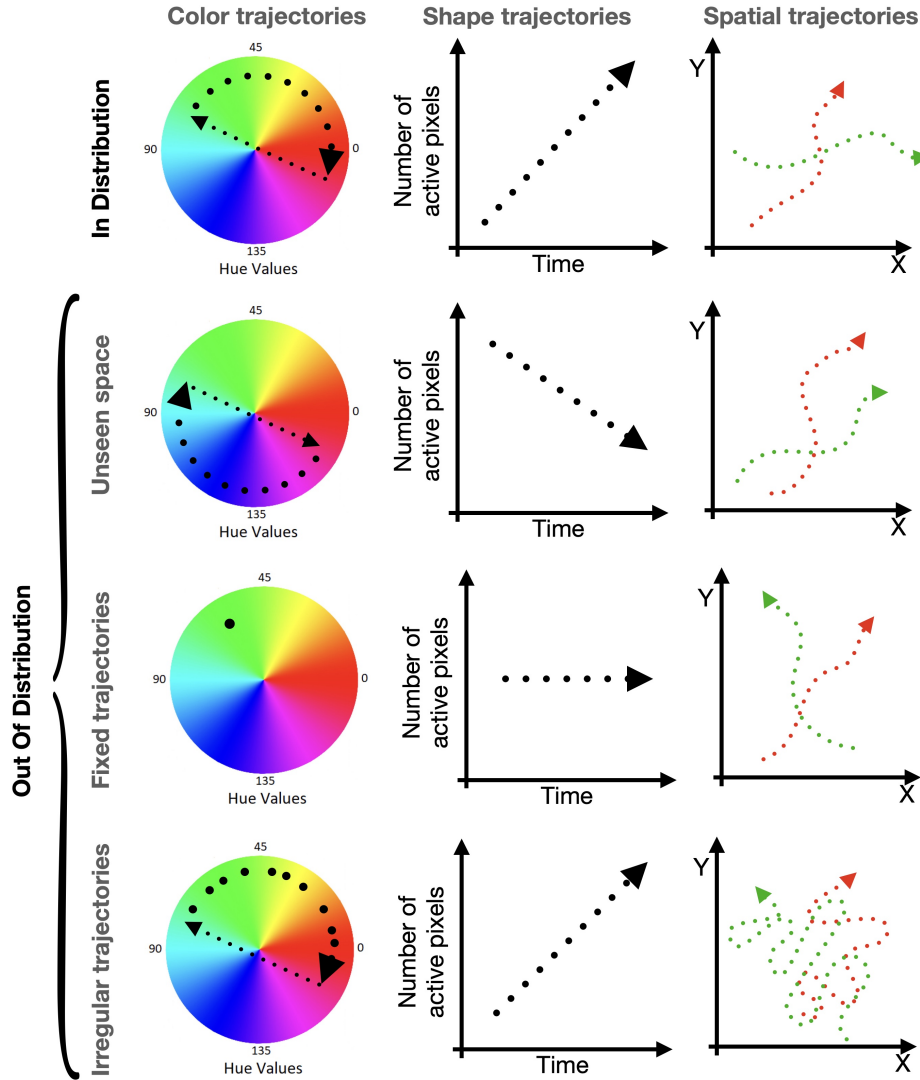 Color trajectories
Shape trajectories
Spatial trajectories
In Distribution
45
90
0
135
Hue Values
Number of
active pixels
Time
Y
X
Out Of Distribution
Unseen space
45
90
0
135
Hue Values
Number of
active pixels
Time
Y
X
Fixed trajectories
45
90
0
135
Hue Values
Number of
active pixels
Time
Y
X
Irregular trajectories
45
90
0
135
Hue Values
Number of
active pixels
Time
Y
X